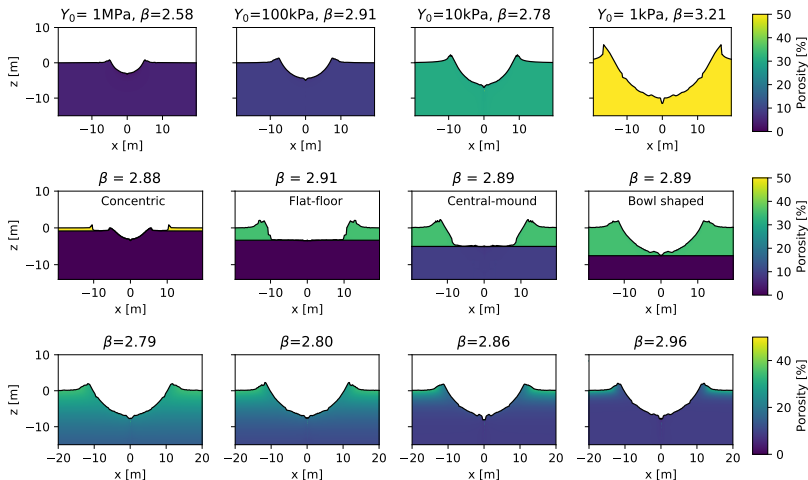 Y₀= 1MPa, β=2.58
Y₀= 100kPa, β=2.91
Y₀= 10kPa, β=2.78
Y₀= 1kPa, β=3.21
10
0
−10
z [m]
−10 0 10
−10 0 10
−10 0 10
−10 0 10
x [m]
x [m]
x [m]
x [m]
50
40
30
20
10
0
Porosity [%]
β = 2.88
β = 2.91
β = 2.89
β = 2.89
Concentric
Flat-floor
Central-mound
Bowl shaped
10
0
−10
z [m]
−10 0 10
−10 0 10
−10 0 10
−10 0 10
x [m]
x [m]
x [m]
x [m]
50
40
30
20
10
0
Porosity [%]
β=2.79
β=2.80
β=2.86
β=2.96
10
0
−10
z [m]
−20 −10 0 10 20
−20 −10 0 10 20
−20 −10 0 10 20
−20 −10 0 10 20
x [m]
x [m]
x [m]
x [m]
40
20
0
Porosity [%]